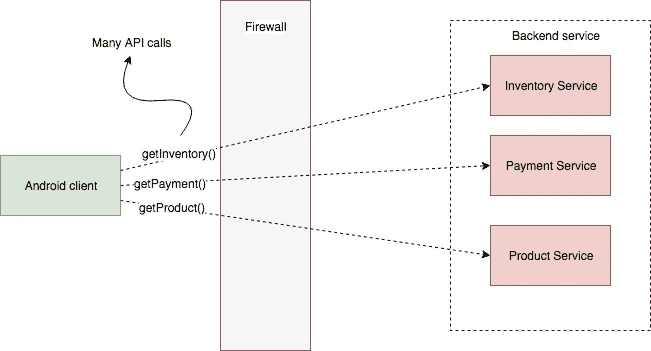 Firewall
Many API calls
Backend service
Inventory Service
getInventory()
Payment Service
Android client
getPayment()
getProduct()
Product Service